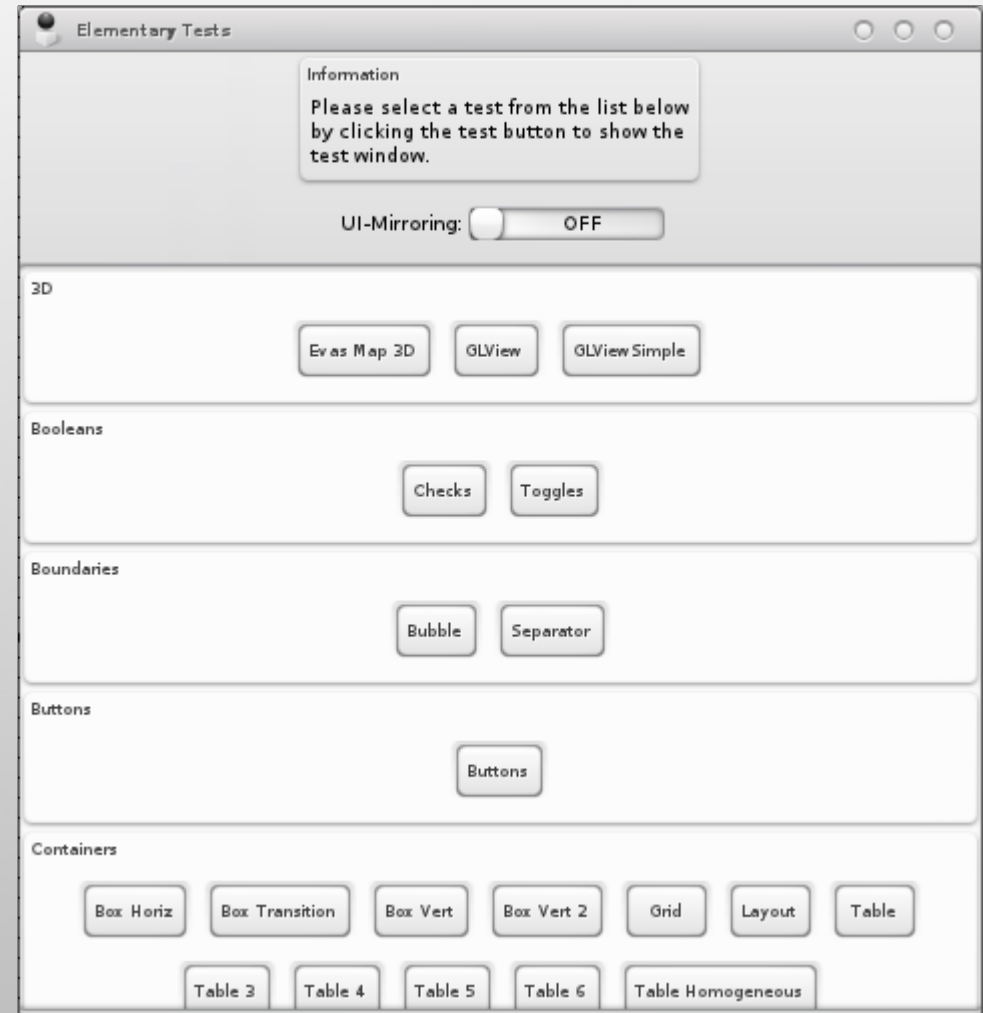 Elementary Tests
Information
Please select a test from the list below
by clicking the test button to show the
test window.
UI-Mirroring: OFF
3D
Evas Map 3D GLView GLView Simple
Booleans
Checks Toggles
Boundaries
Bubble Separator
Buttons
Buttons
Containers
Box Horiz Box Transition Box Vert Box Vert 2 Grid Layout Table
Table 3 Table 4 Table 5 Table 6 Table Homogeneous